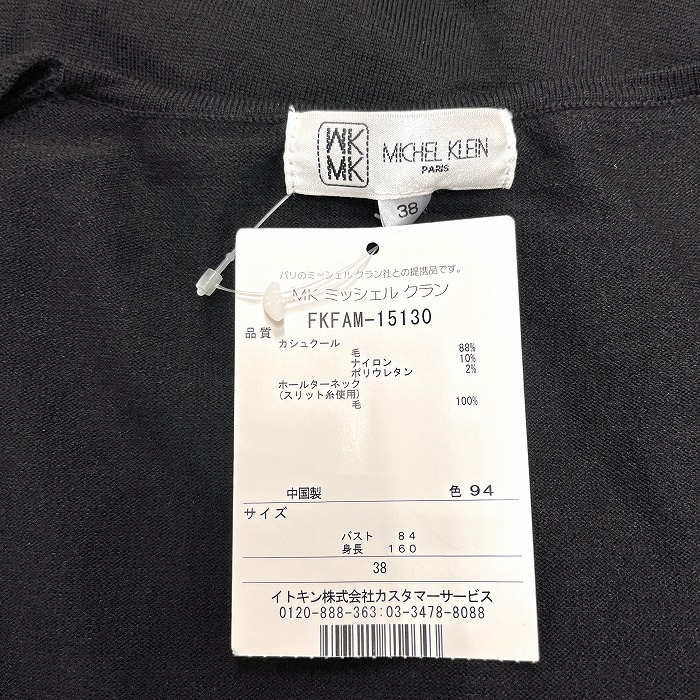 MK
MK
MICHEL KLEIN
PARIS
38
パリのミッシェル クラン社との提携品です。
MK ミッシェル クラン
FKFAM-15130
品質
カシュクール
毛 88%
ナイロン 10%
ポリウレタン 2%
ホールターネック
(スリット糸使用)
毛 100%
中国製 色 94
サイズ
バスト 84
身長 160
38
イトキン株式会社カスタマーサービス
0120-888-363:03-3478-8088